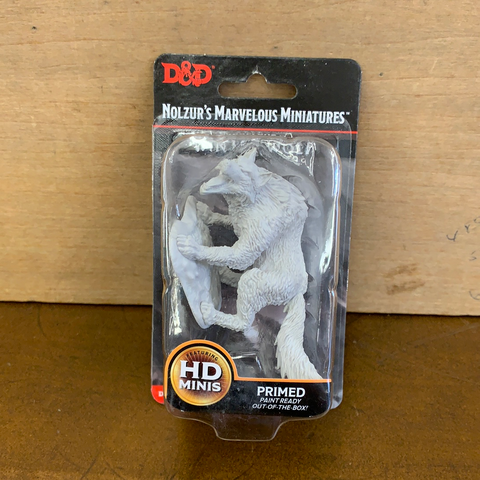 D&D
NOLZUR'S MARVELOUS MINIATURES™
FEATURING
HD
MINIS
PRIMED
PAINT READY
OUT-OF-THE-BOX!